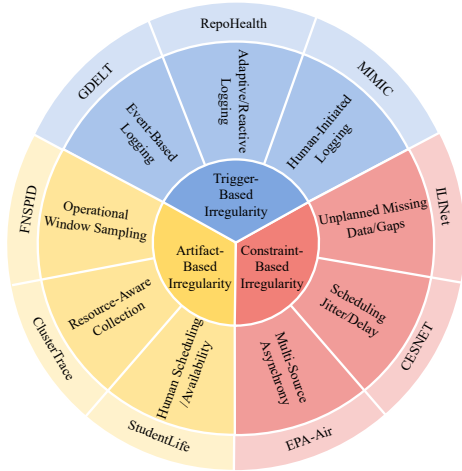 RepoHealth
GDELT
MIMIC
Event-Based
Logging
Adaptive/Reactive
Logging
Human-Initiated
Logging
Trigger-
Based
Irregularity
FNSPID
Operational
Window Sampling
ILINet
Unplanned Missing
Data/Gaps
Artifact-
Based
Irregularity
Constraint-
Based
Irregularity
Resource-Aware
Collection
Scheduling
Jitter/Delay
ClusterTrace
CESNET
Human Scheduling
/Availability
Multi-Source
Asynchrony
StudentLife
EPA-Air